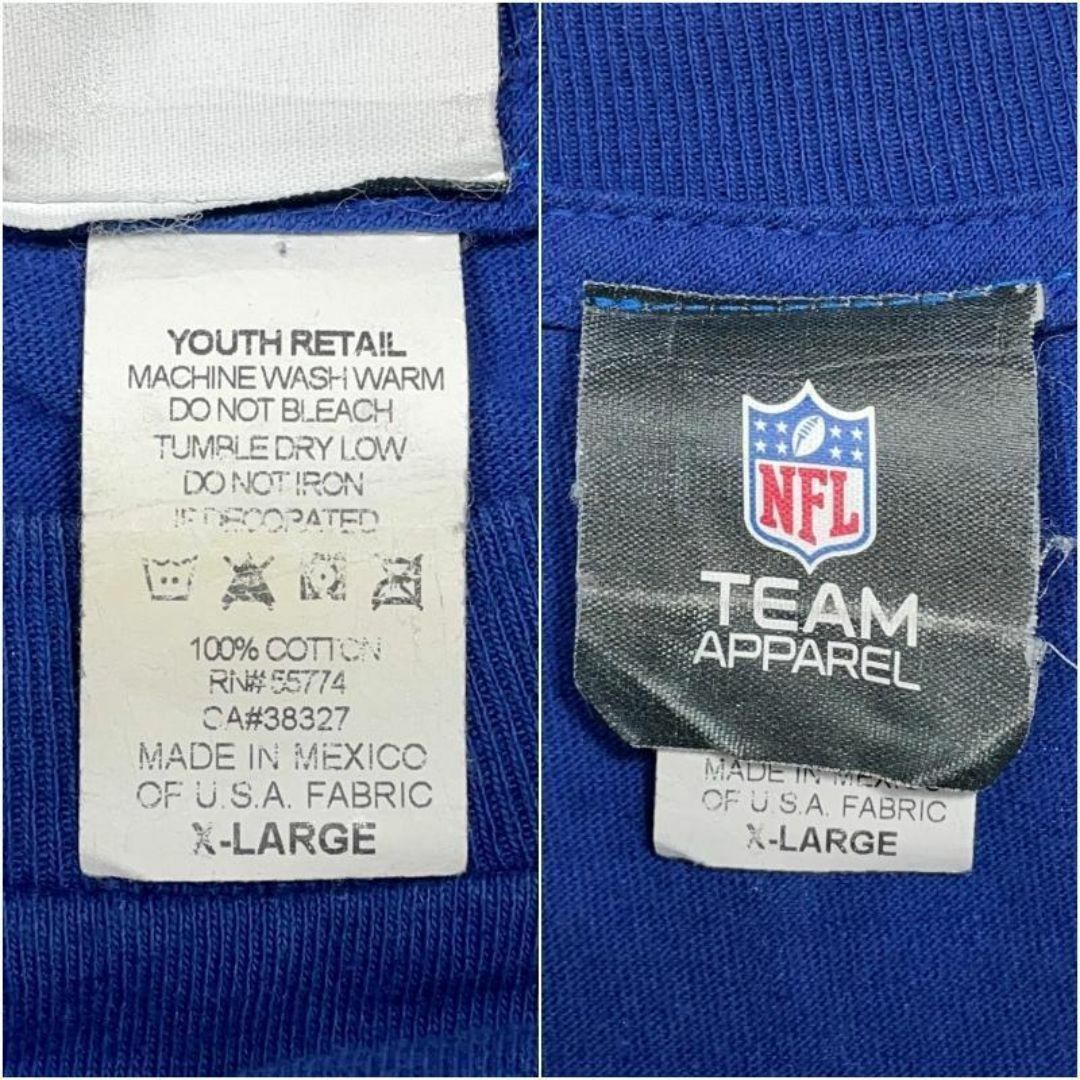 YOUTH RETAIL
MACHINE WASH WARM
DO NOT BLEACH
TUMBLE DRY LOW
DO NOT IRON
IF DECORATED
100% COTTON
RN# 55774
CA#38327
MADE IN MEXICO
OF U.S.A. FABRIC
X-LARGE
NFL
TEAM
APPAREL
MADE IN MEXICO
OF U.S.A. FABRIC
X-LARGE